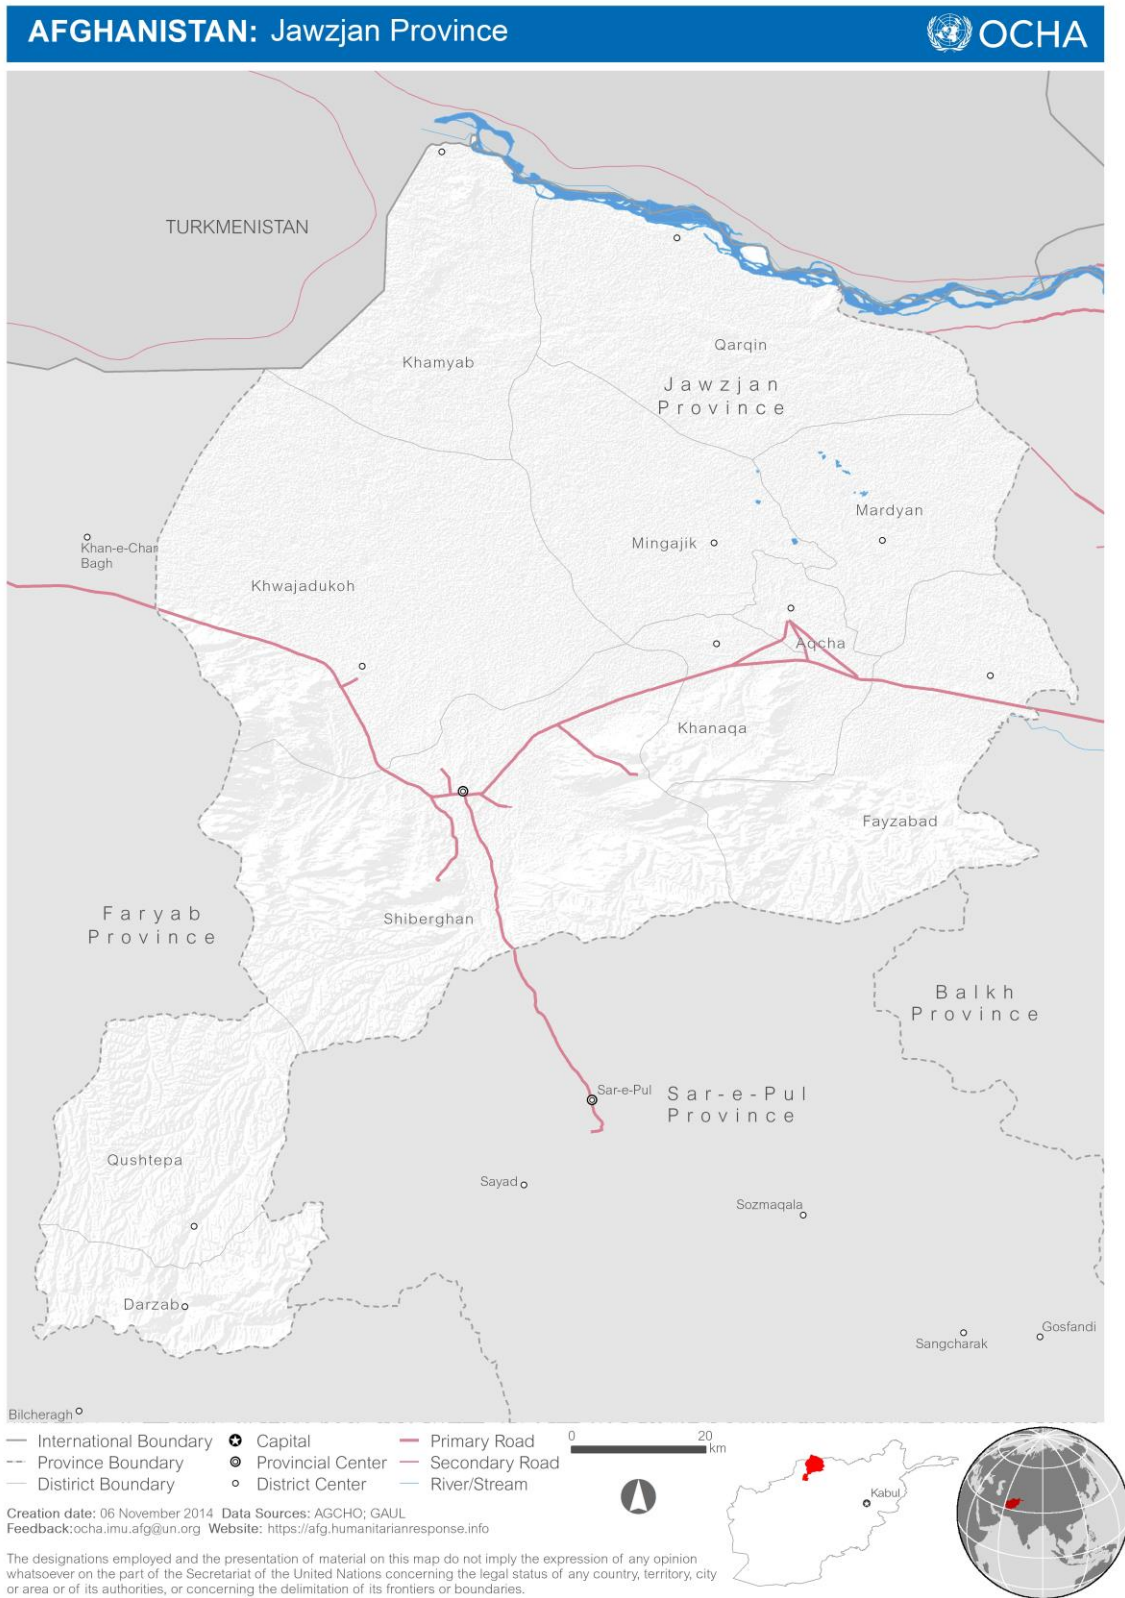 AFGHANISTAN: Jawzjan Province
OCHA
TURKMENISTAN
Khamyab
Qarqin
Jawzjan
Province
Mardyan
Khan-e-Char
Bagh
Mingajik
Khwajadukoh
Aqcha
Khanaqa
Fayzabad
Faryab
Province
Shiberghan
Balkh
Province
Sar-e-Pul
Sar-e-Pul
Province
Qushtepa
Sayad
Sozmaqala
Darzab
Gosfandi
Sangcharak
Bilcheragh
International Boundary
Province Boundary
Distirict Boundary
Capital
Provincial Center
District Center
Primary Road
Secondary Road
River/Stream
0 20
km
Kabul
Creation date: 06 November 2014 Data Sources: AGCHO; GAUL
Feedback:ocha.imu.afg@un.org Website: https://afg.humanitarianresponse.info
The designations employed and the presentation of material on this map do not imply the expression of any opinion
whatsoever on the part of the Secretariat of the United Nations concerning the legal status of any country, territory, city
or area or of its authorities, or concerning the delimitation of its frontiers or boundaries.